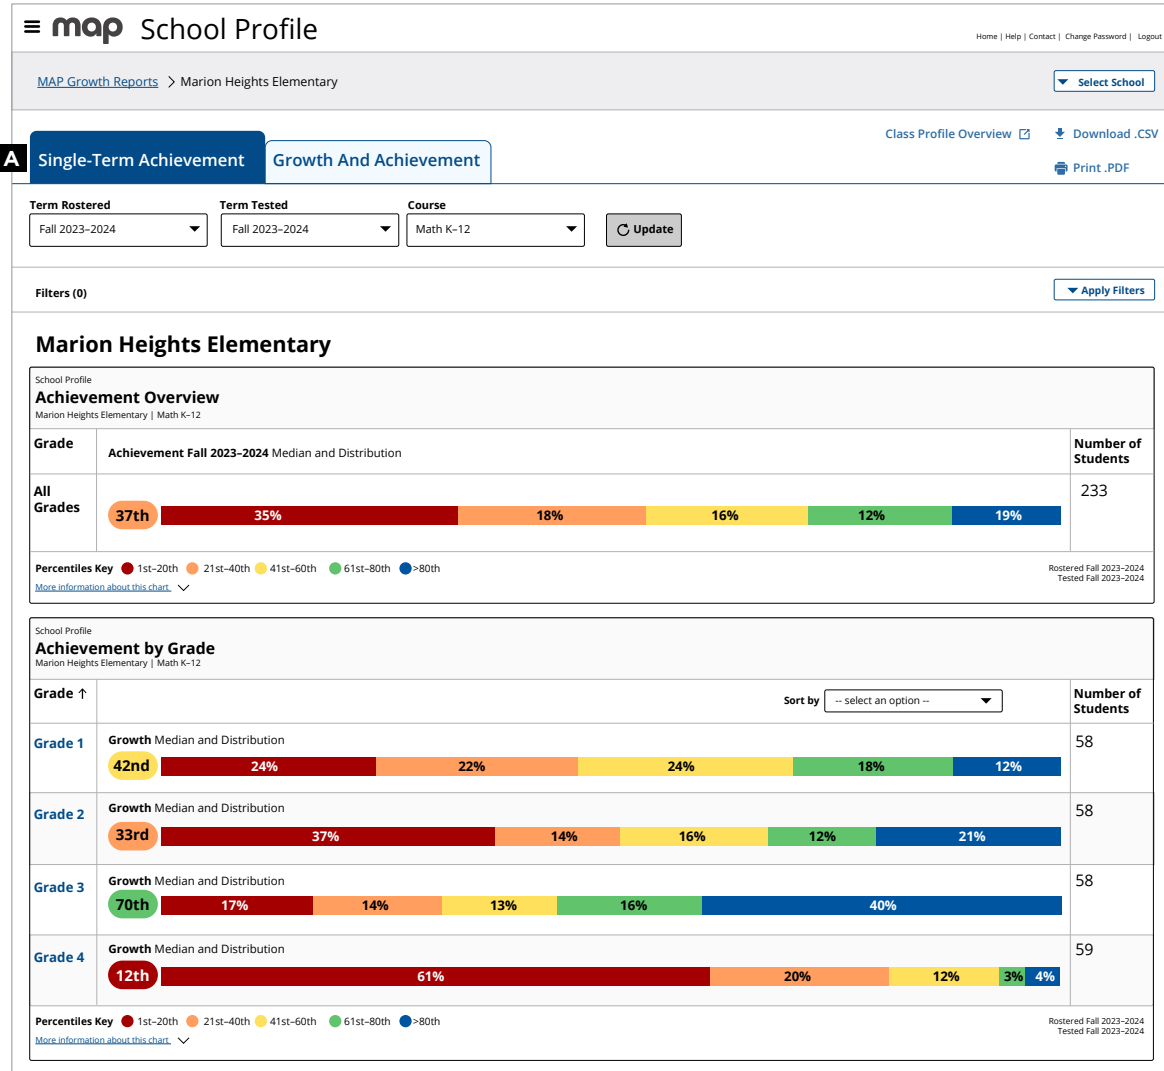 map School Profile
Home | Help | Contact | Change Password | Logout
MAP Growth Reports > Marion Heights Elementary
Select School
Class Profile Overview
Download .CSV
A
Single-Term Achievement
Growth And Achievement
Print .PDF
Term Rostered
Term Tested
Course
Fall 2023–2024
Fall 2023–2024
Math K–12
Update
Filters (0)
Apply Filters
Marion Heights Elementary
School Profile
Achievement Overview
Marion Heights Elementary | Math K–12
Grade
Achievement Fall 2023–2024 Median and Distribution
Number of
Students
All
Grades
37th 35% 18% 16% 12% 19%
233
Percentiles Key 1st–20th 21st–40th 41st–60th 61st–80th >80th
More information about this chart
Rostered Fall 2023–2024
Tested Fall 2023–2024
School Profile
Achievement by Grade
Marion Heights Elementary | Math K–12
Grade ↑
Sort by -- select an option --
Number of
Students
Grade 1
Growth Median and Distribution
42nd 24% 22% 24% 18% 12%
58
Grade 2
Growth Median and Distribution
33rd 37% 14% 16% 12% 21%
58
Grade 3
Growth Median and Distribution
70th 17% 14% 13% 16% 40%
58
Grade 4
Growth Median and Distribution
12th 61% 20% 12% 3% 4%
59
Percentiles Key 1st–20th 21st–40th 41st–60th 61st–80th >80th
More information about this chart
Rostered Fall 2023–2024
Tested Fall 2023–2024